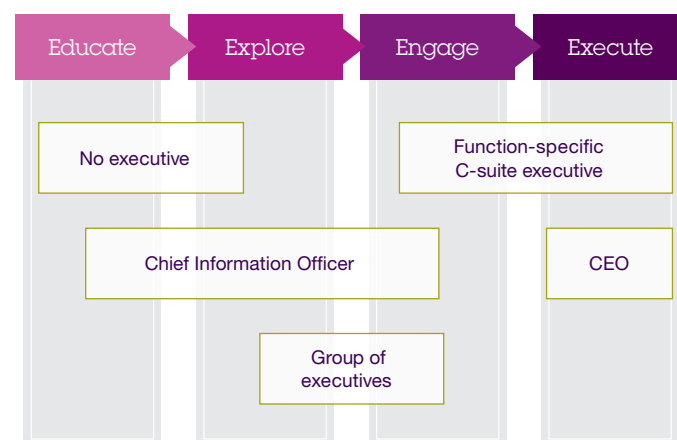 Educate
Explore
Engage
Execute
No executive
Function-specific
C-suite executive
Chief Information Officer
CEO
Group of
executives